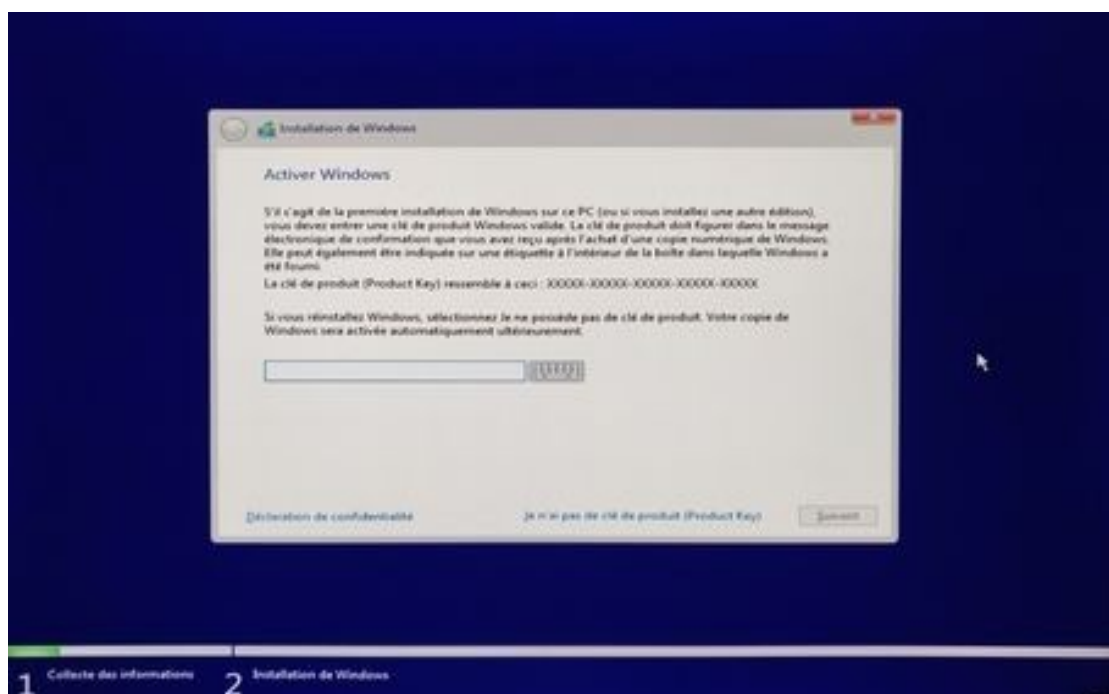 Installation de Windows
Activer Windows
S'il s'agit de la première installation de Windows sur ce PC (ou si vous installez une autre édition),
vous devez entrer une clé de produit Windows valide. La clé de produit doit figurer dans le message
électronique de confirmation que vous avez reçu après l'achat d'une copie numérique de Windows.
Elle peut également être indiquée sur une étiquette à l'intérieur de la boîte dans laquelle Windows a
été fourni.
La clé de produit (Product Key) ressemble à ceci : XXXXX-XXXXX-XXXXX-XXXXX-XXXXX
Si vous réinstallez Windows, sélectionnez Je ne possède pas de clé de produit. Votre copie de
Windows sera activée automatiquement ultérieurement.
Déclaration de confidentialité
Je n'ai pas de clé de produit (Product Key)
Suivant
1 Collecte des informations
2 Installation de Windows